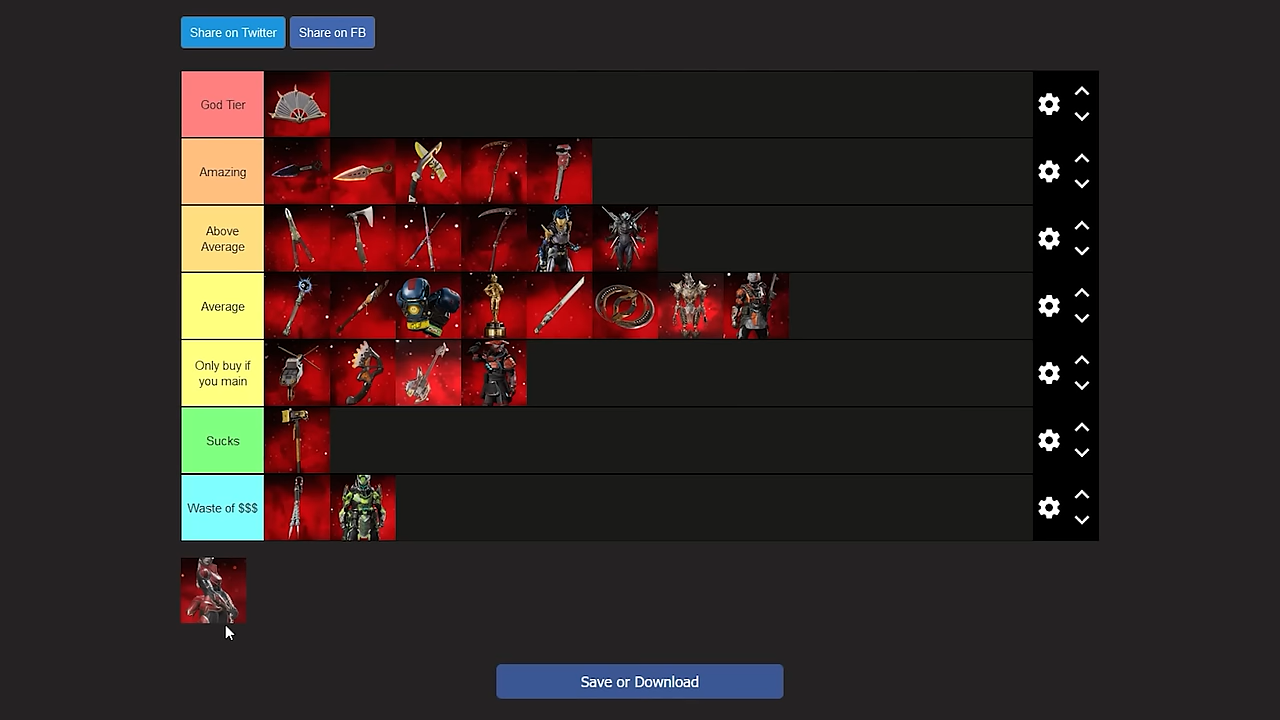 Share on Twitter
Share on FB
God Tier
Amazing
Above
Average
Average
Only buy if
you main
Sucks
Waste of $$$
Save or Download